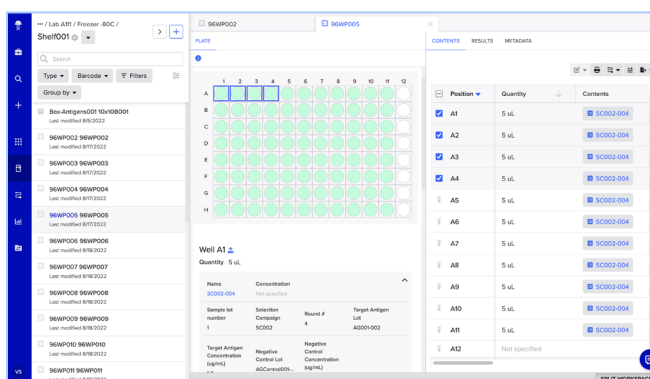 ··· / Lab A111 / Freezer -80C /
Shelf001
Search
Type
Barcode
Filters
Group by
Box-Antigens001 10x10B001
Last modified 8/5/2022
96WP002 96WP002
Last modified 8/17/2022
96WP003 96WP003
Last modified 8/17/2022
96WP004 96WP004
Last modified 8/17/2022
96WP005 96WP005
Last modified 8/17/2022
96WP006 96WP006
Last modified 8/18/2022
96WP007 96WP007
Last modified 8/18/2022
96WP008 96WP008
Last modified 8/18/2022
96WP009 96WP009
Last modified 8/18/2022
96WP010 96WP010
Last modified 8/18/2022
96WP011 96WP011
Last modified 8/18/2022
VS
96WP002
96WP005
PLATE
1 2 3 4 5 6 7 8 9 10 11 12
A
B
C
D
E
F
G
H
Well A1
Quantity 5 uL
Name
SC002-004
Concentration
Not specified
Sample lot number
1
Selection Campaign
SC002
Round #
4
Target Antigen Lot
AG001-002
Target Antigen Concentration (ug/mL)
Negative Control Lot
AGControl001-...
Negative Control Concentration (ug/mL)
CONTENTS RESULTS METADATA
Position Quantity Contents
A1 5 uL SC002-004
A2 5 uL SC002-004
A3 5 uL SC002-004
A4 5 uL SC002-004
A5 5 uL SC002-004
A6 5 uL SC002-004
A7 5 uL SC002-004
A8 5 uL SC002-004
A9 5 uL SC002-004
A10 5 uL SC002-004
A11 5 uL SC002-004
A12 Not specified
SPLIT WORKSPACE